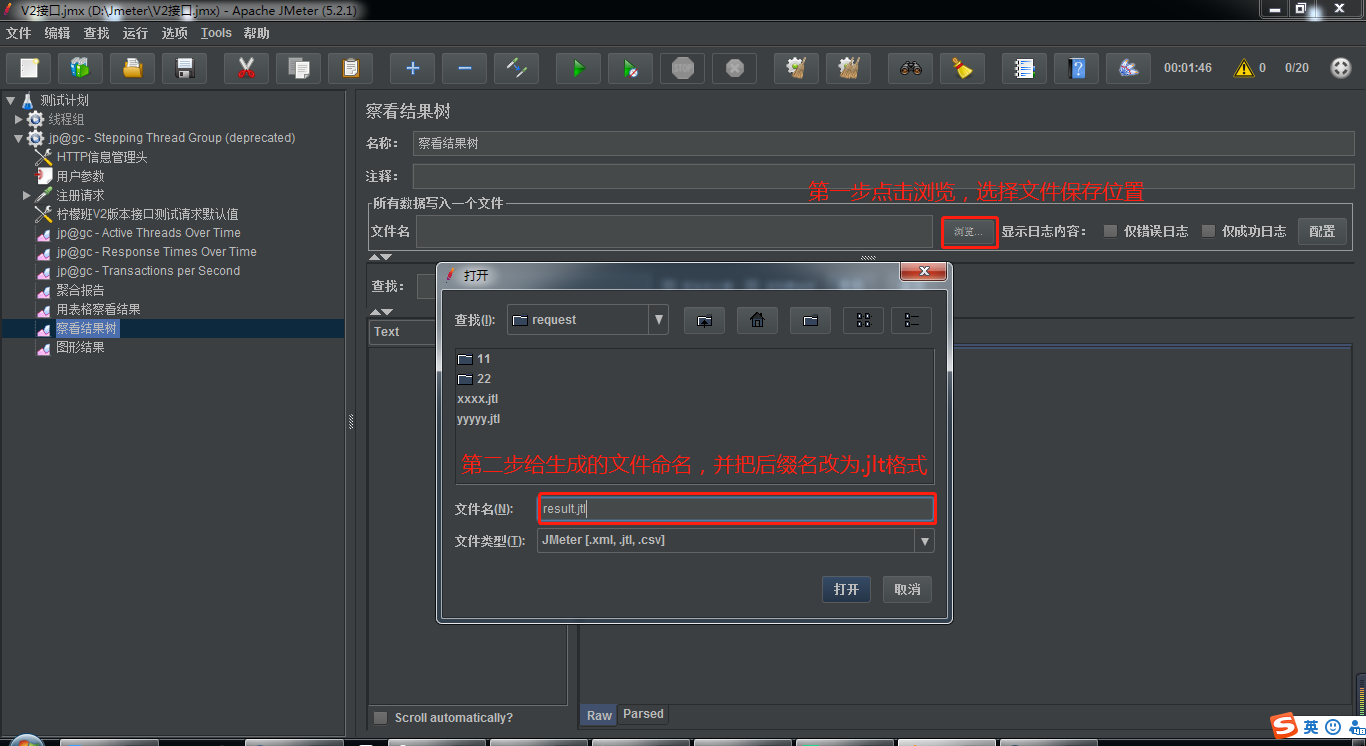 V2接口.jmx (D:\Jmeter\V2接口.jmx) - Apache JMeter (5.2.1)
文件 编辑 查找 运行 选项 Tools 帮助
STOP
00:01:46 0 0/20
测试计划
线程组
jp@gc - Stepping Thread Group (deprecated)
HTTP信息管理头
用户参数
注册请求
柠檬班V2版本接口测试请求默认值
jp@gc - Active Threads Over Time
jp@gc - Response Times Over Time
jp@gc - Transactions per Second
聚合报告
用表格察看结果
察看结果树
图形结果
察看结果树
名称： 察看结果树
注释：
第一步点击浏览，选择文件保存位置
所有数据写入一个文件
文件名 浏览... 显示日志内容： 仅错误日志 仅成功日志 配置
查找：
Text
打开
查找(I): request
11
22
xxxx.jtl
yyyyy.jtl
第二步给生成的文件命名，并把后缀名改为.jlt格式
文件名(N): result.jtl
文件类型(T): JMeter [.xml, .jtl, .csv]
打开 取消
Scroll automatically?
Raw Parsed
S 英